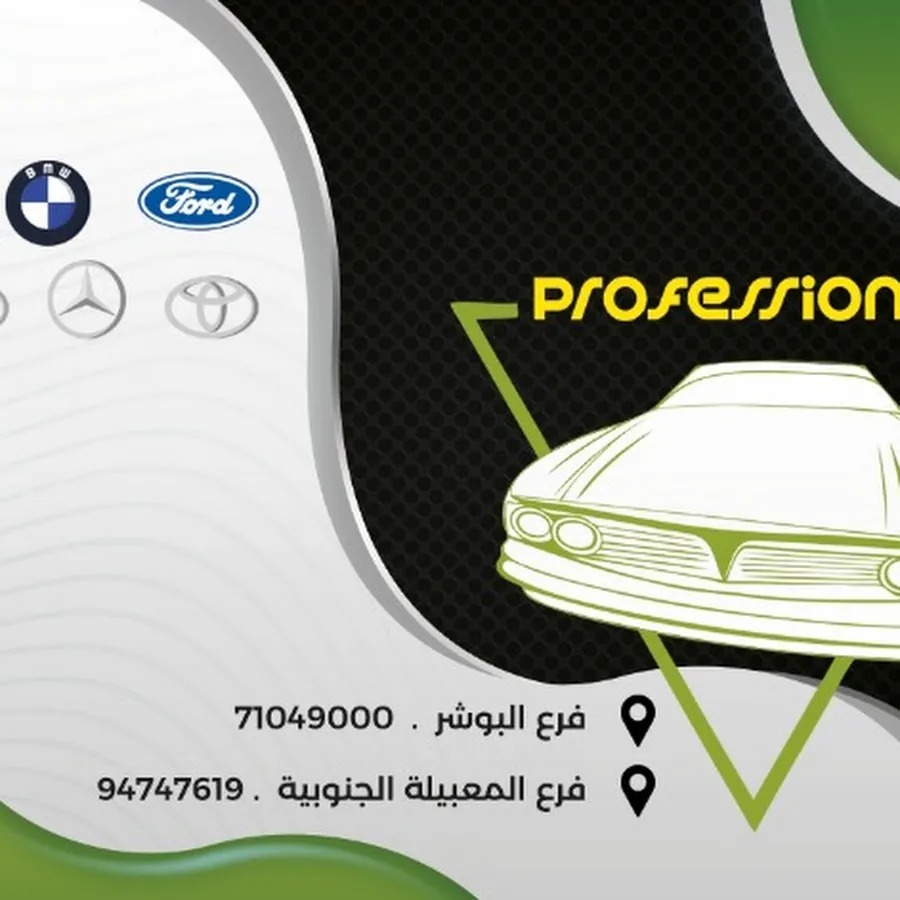 BMW
Ford
Profession
فرع البوشر . 71049000
فرع المعبيلة الجنوبية . 94747619